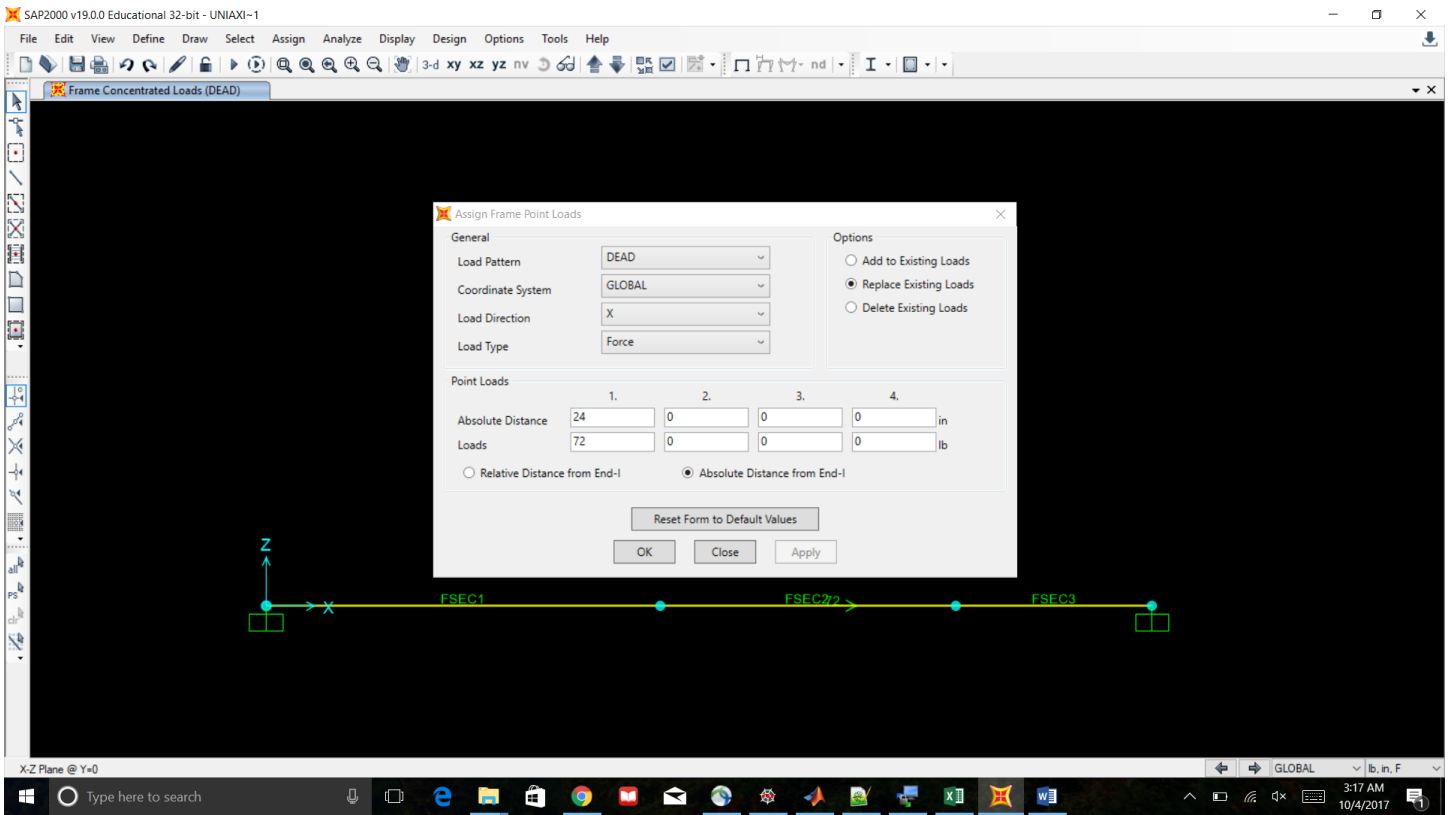 SAP2000 v19.0.0 Educational 32-bit - UNIAXI~1
File Edit View Define Draw Select Assign Analyze Display Design Options Tools Help
3-d xy xz yz nv nd
Frame Concentrated Loads (DEAD)
Assign Frame Point Loads
General
Load Pattern DEAD
Coordinate System GLOBAL
Load Direction X
Load Type Force
Options
Add to Existing Loads
Replace Existing Loads
Delete Existing Loads
Point Loads
1. 2. 3. 4.
Absolute Distance 24 0 0 0 in
Loads 72 0 0 0 lb
Relative Distance from End-I Absolute Distance from End-I
Reset Form to Default Values
OK Close Apply
all
PS
clr
Z
X
FSEC1 FSEC2 72 FSEC3
X-Z Plane @ Y=0 GLOBAL lb, in, F
Type here to search
3:17 AM
10/4/2017
1